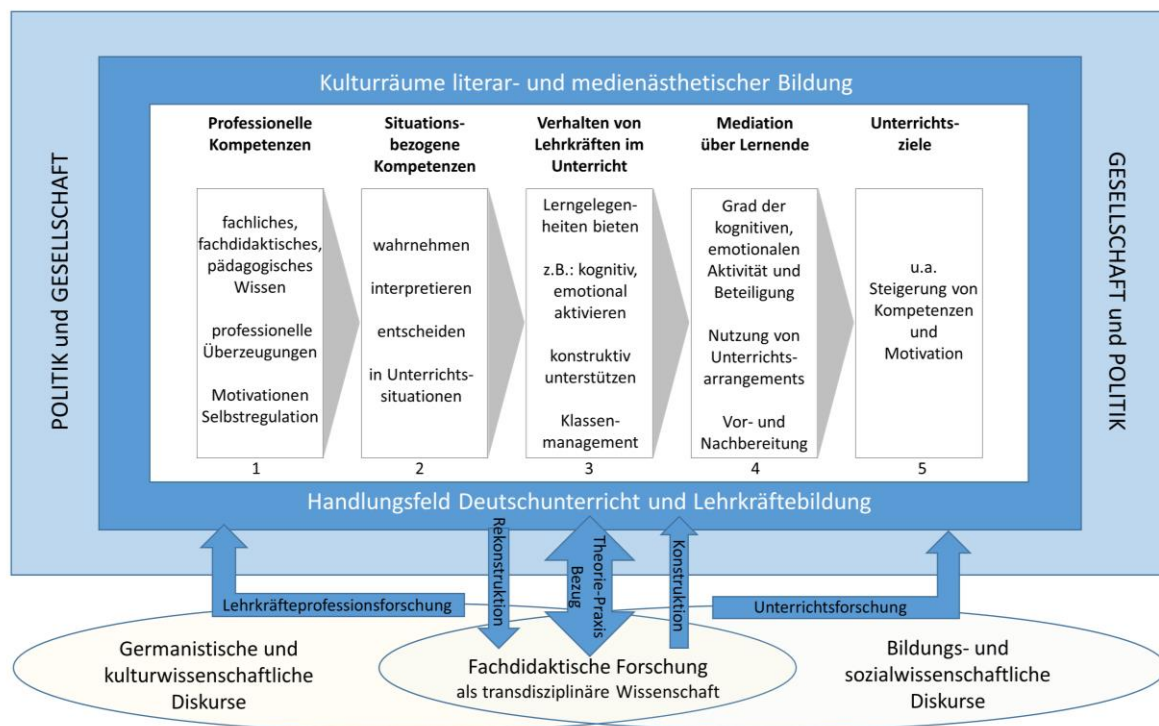 Kulturräume literar- und medienästhetischer Bildung
POLITIK und GESELLSCHAFT
GESELLSCHAFT und POLITIK
Professionelle
Kompetenzen
fachliches,
fachdidaktisches,
pädagogisches
Wissen
professionelle
Überzeugungen
Motivationen
Selbstregulation
1
Situations-
bezogene
Kompetenzen
wahrnehmen
interpretieren
entscheiden
in Unterrichts-
situationen
2
Verhalten von
Lehrkräften im
Unterricht
Lerngelegen-
heiten bieten
z.B.: kognitiv,
emotional
aktivieren
konstruktiv
unterstützen
Klassen-
management
3
Mediation
über Lernende
Grad der
kognitiven,
emotionalen
Aktivität und
Beteiligung
Nutzung von
Unterrichts-
arrangements
Vor- und
Nachbereitung
4
Unterrichts-
ziele
u.a.
Steigerung von
Kompetenzen
und
Motivation
5
Handlungsfeld Deutschunterricht und Lehrkräftebildung
Lehrkräfteprofessionforschung
Rekonstruktion
Theorie-Praxis
Bezug
Konstruktion
Unterrichtsforschung
Germanistische und
kulturwissenschaftliche
Diskurse
Fachdidaktische Forschung
als transdisziplinäre Wissenschaft
Bildungs- und
sozialwissenschaftliche
Diskurse